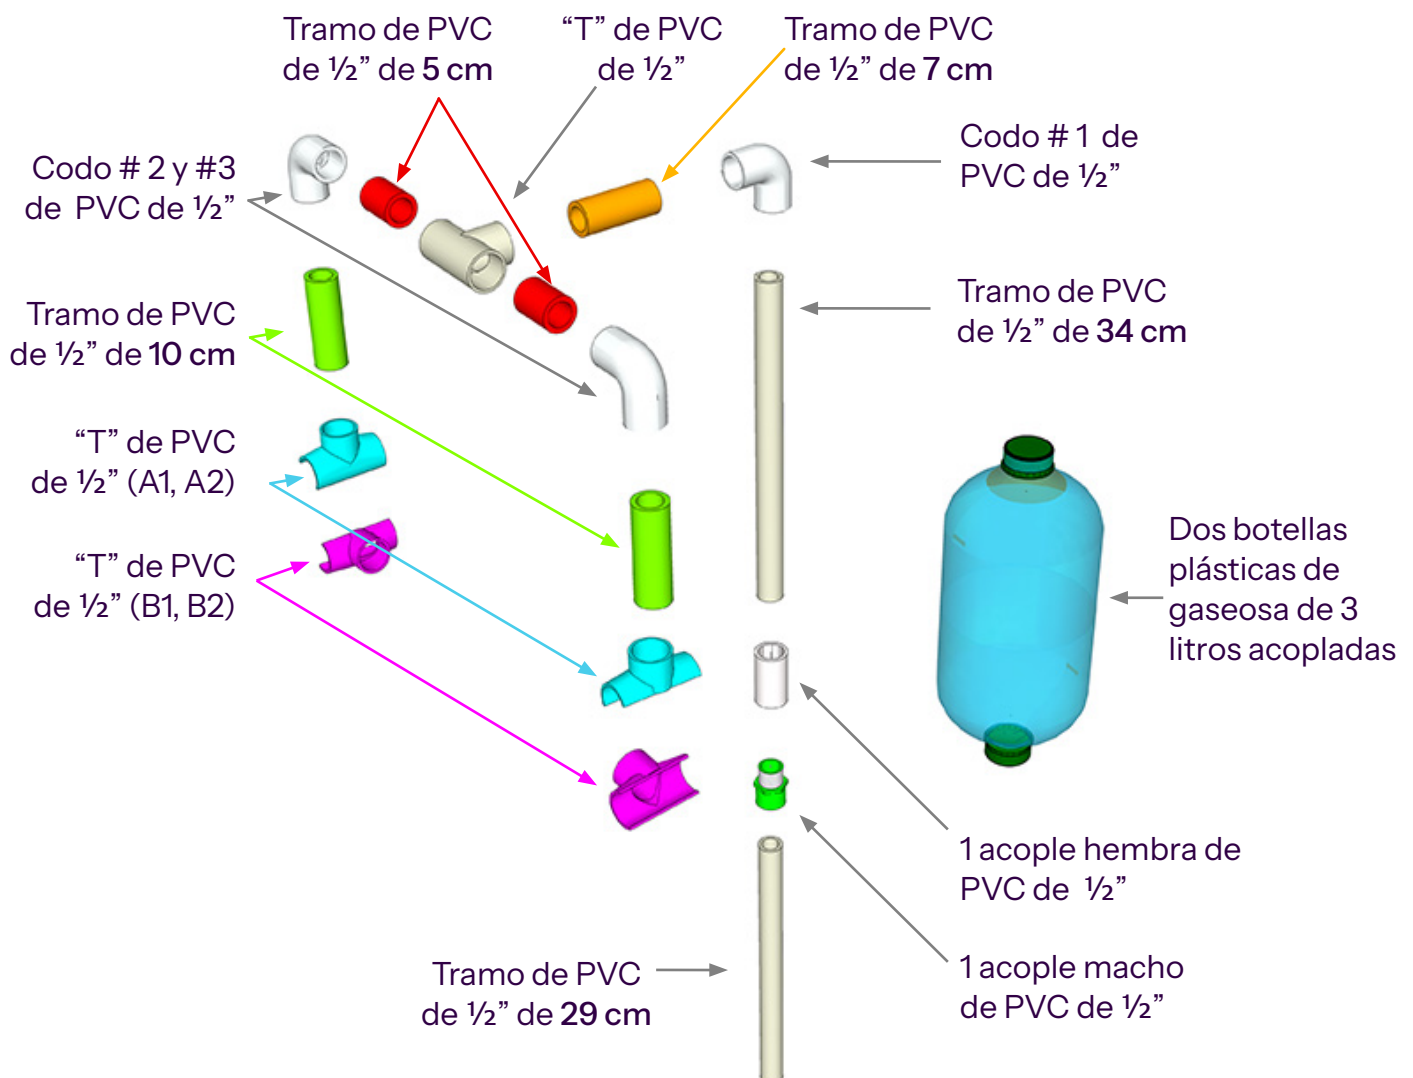 Tramo de PVC
de ½” de 5 cm
“T” de PVC
de ½”
Tramo de PVC
de ½” de 7 cm
Codo # 2 y #3
de PVC de ½”
Codo # 1 de
PVC de ½”
Tramo de PVC
de ½” de 10 cm
Tramo de PVC
de ½” de 34 cm
“T” de PVC
de ½” (A1, A2)
“T” de PVC
de ½” (B1, B2)
Dos botellas
plásticas de
gaseosa de 3
litros acopladas
1 acople hembra de
PVC de ½”
1 acople macho
de PVC de ½”
Tramo de PVC
de ½” de 29 cm